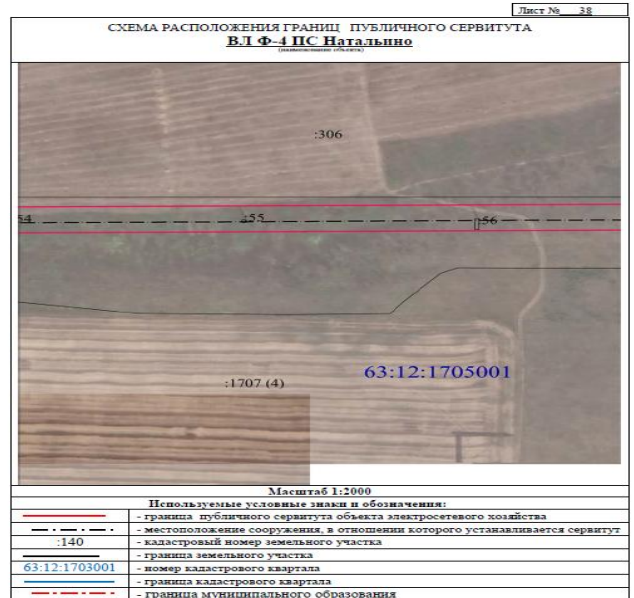 Лист № 38
СХЕМА РАСПОЛОЖЕНИЯ ГРАНИЦ ПУБЛИЧНОГО СЕРВИТУТА
ВЛ Ф-4 ПС Натальино
(наименование объекта)
:306
54
:55
:56
:1707 (4)
63:12:1705001
Масштаб 1:2000
Используемые условные знаки и обозначения:
- граница публичного сервитута объекта электросетевого хозяйства
- местоположение сооружения, в отношении которого устанавливается сервитут
:140 - кадастровый номер земельного участка
- граница земельного участка
63:12:1703001 - номер кадастрового квартала
- граница кадастрового квартала
- граница муниципального образования